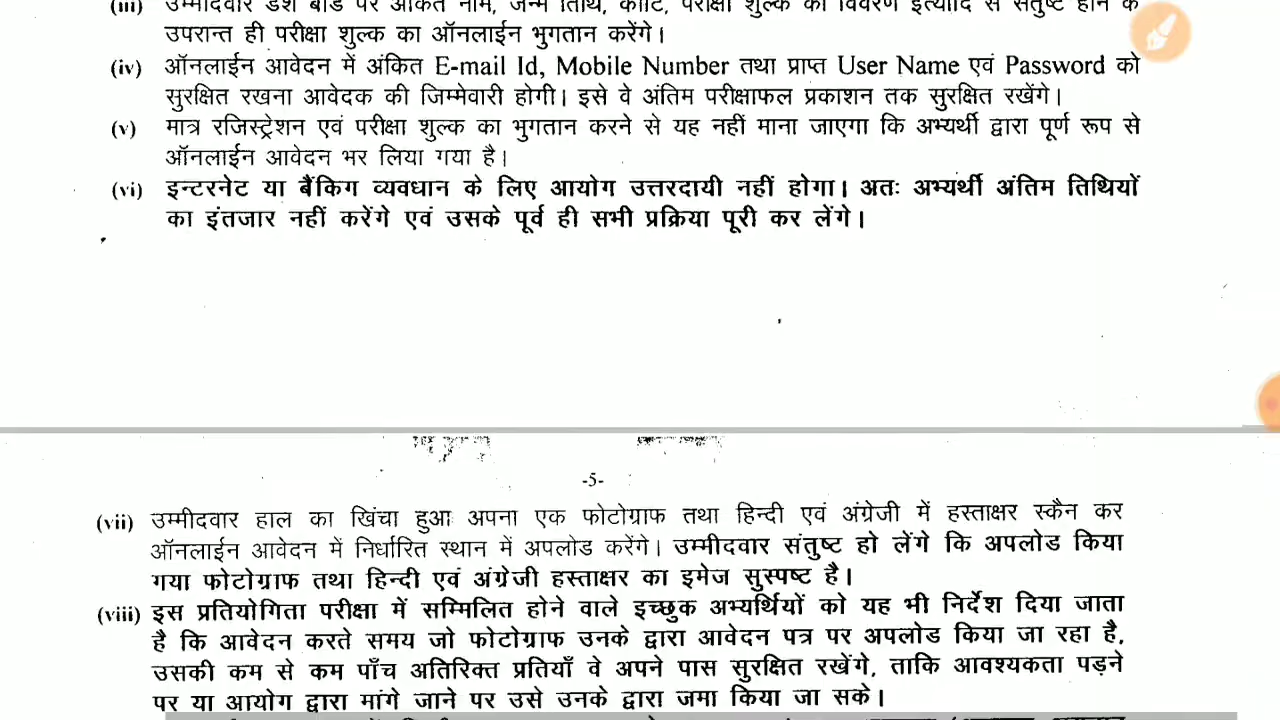 (iii) उम्मीदवार डैश बोर्ड पर अंकित नाम, जन्म तिथि, कोटि, परीक्षा शुल्क का विवरण इत्यादि से संतुष्ट होने के
उपरान्त ही परीक्षा शुल्क का ऑनलाईन भुगतान करेंगे।
(iv) ऑनलाईन आवेदन में अंकित E-mail Id, Mobile Number तथा प्राप्त User Name एवं Password को
सुरक्षित रखना आवेदक की जिम्मेवारी होगी। इसे वे अंतिम परीक्षाफल प्रकाशन तक सुरक्षित रखेंगे।
(v) मात्र रजिस्ट्रेशन एवं परीक्षा शुल्क का भुगतान करने से यह नहीं माना जाएगा कि अभ्यर्थी द्वारा पूर्ण रूप से
ऑनलाईन आवेदन भर लिया गया है।
(vi) इन्टरनेट या बैंकिग व्यवधान के लिए आयोग उत्तरदायी नहीं होगा। अतः अभ्यर्थी अंतिम तिथियों
का इंतजार नहीं करेंगे एवं उसके पूर्व ही सभी प्रक्रिया पूरी कर लेंगे।
-5-
(vii) उम्मीदवार हाल का खिंचा हुआ अपना एक फोटोग्राफ तथा हिन्दी एवं अंग्रेजी में हस्ताक्षर स्कैन कर
ऑनलाईन आवेदन में निर्धारित स्थान में अपलोड करेंगे। उम्मीदवार संतुष्ट हो लेंगे कि अपलोड किया
गया फोटोग्राफ तथा हिन्दी एवं अंग्रेजी हस्ताक्षर का इमेज सुस्पष्ट है।
(viii) इस प्रतियोगिता परीक्षा में सम्मिलित होने वाले इच्छुक अभ्यर्थियों को यह भी निर्देश दिया जाता
है कि आवेदन करते समय जो फोटोग्राफ उनके द्वारा आवेदन पत्र पर अपलोड किया जा रहा है,
उसकी कम से कम पाँच अतिरिक्त प्रतियाँ वे अपने पास सुरक्षित रखेंगे, ताकि आवश्यकता पड़ने
पर या आयोग द्वारा मांगे जाने पर उसे उनके द्वारा जमा किया जा सके।